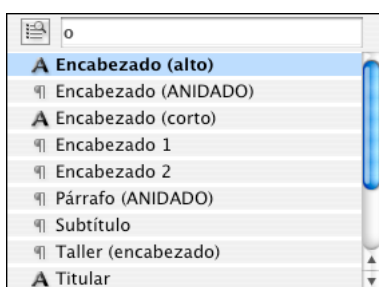 o
Encabezado (alto)
Encabezado (ANIDADO)
Encabezado (corto)
Encabezado 1
Encabezado 2
Párrafo (ANIDADO)
Subtítulo
Taller (encabezado)
Titular